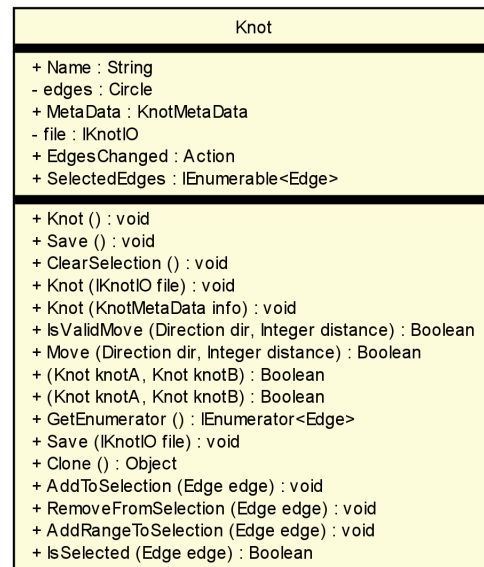 Knot
+ Name : String
- edges : Circle
+ MetaData : KnotMetaData
- file : IKnotIO
+ EdgesChanged : Action
+ SelectedEdges : IEnumerable<Edge>
+ Knot () : void
+ Save () : void
+ ClearSelection () : void
+ Knot (IKnotIO file) : void
+ Knot (KnotMetaData info) : void
+ IsValidMove (Direction dir, Integer distance) : Boolean
+ Move (Direction dir, Integer distance) : Boolean
+ (Knot knotA, Knot knotB) : Boolean
+ (Knot knotA, Knot knotB) : Boolean
+ GetEnumerator () : IEnumerator<Edge>
+ Save (IKnotIO file) : void
+ Clone () : Object
+ AddToSelection (Edge edge) : void
+ RemoveFromSelection (Edge edge) : void
+ AddRangeToSelection (Edge edge) : void
+ IsSelected (Edge edge) : Boolean